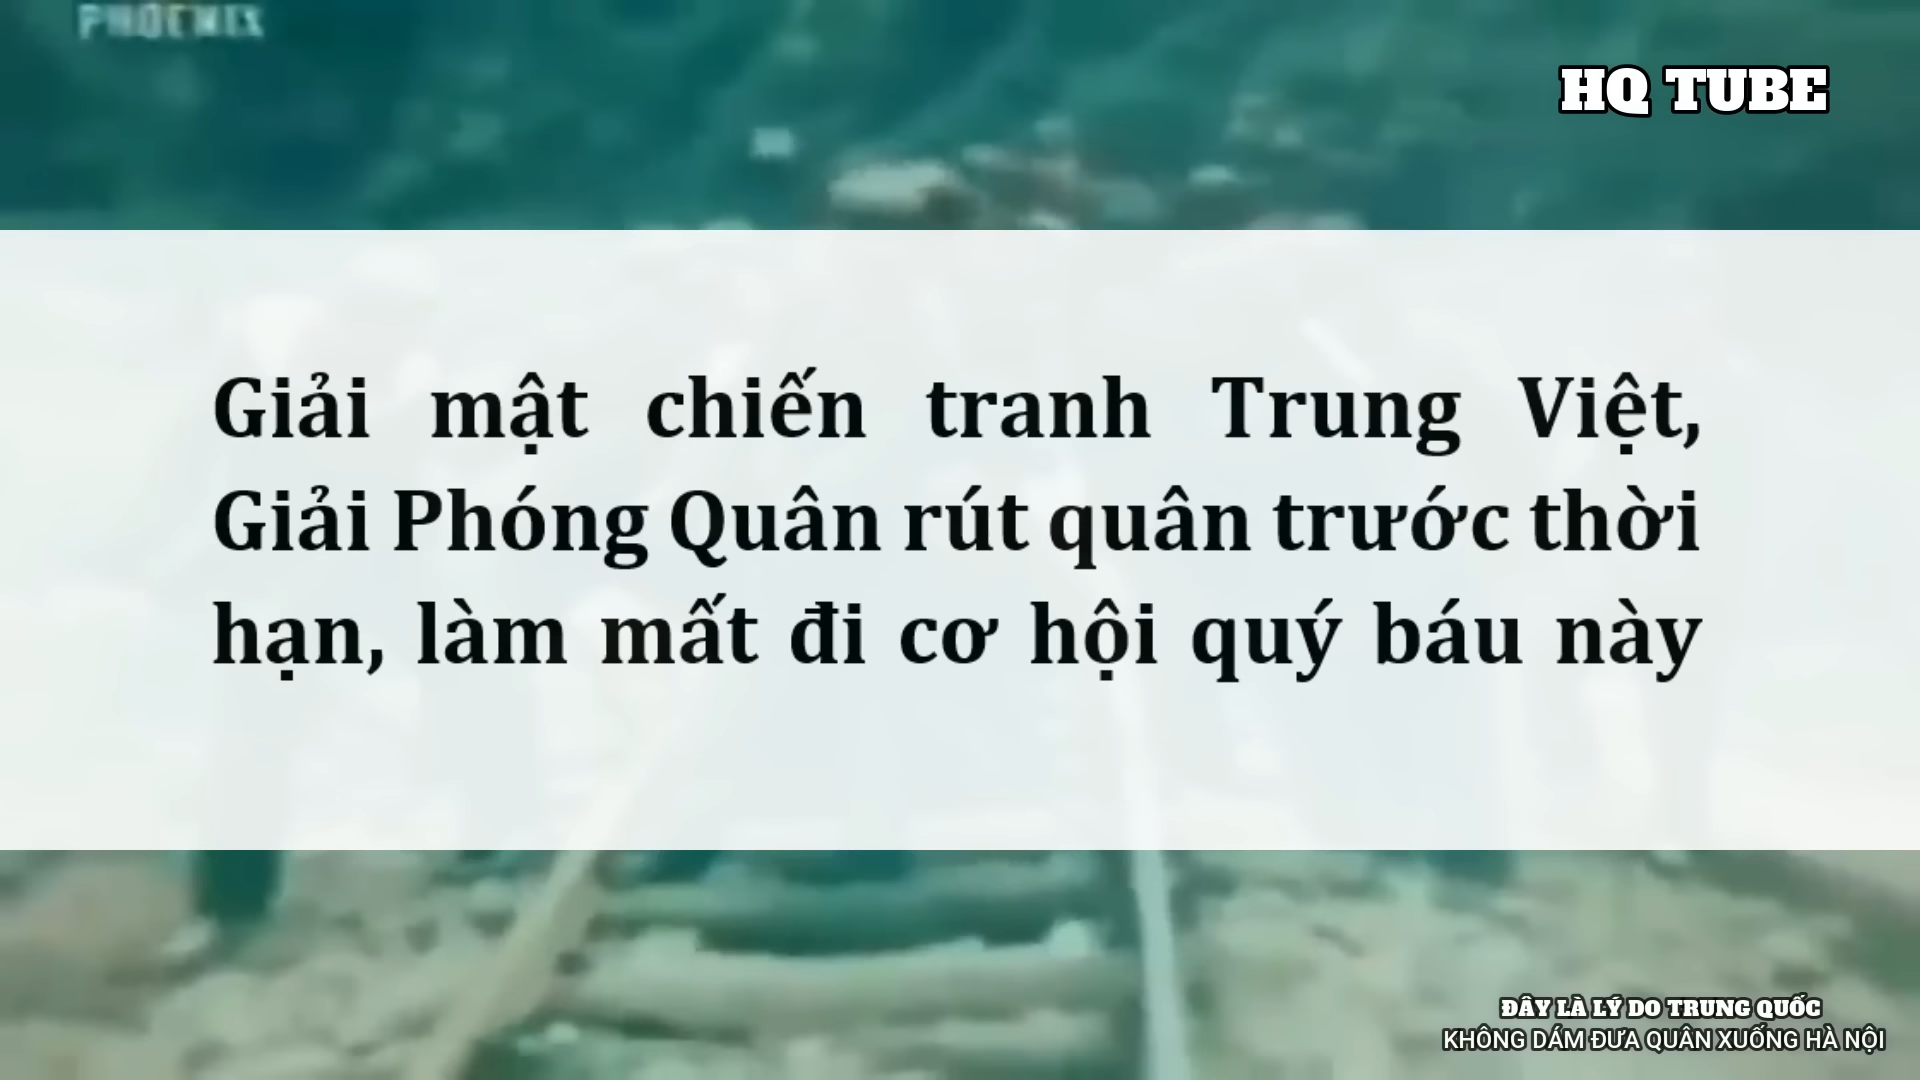 PHOENIX
HQ TUBE
Giải mật chiến tranh Trung Việt,
Giải Phóng Quân rút quân trước thời
hạn, làm mất đi cơ hội quý báu này
ĐÂY LÀ LÝ DO TRUNG QUỐC
KHÔNG DÁM ĐƯA QUÂN XUỐNG HÀ NỘI